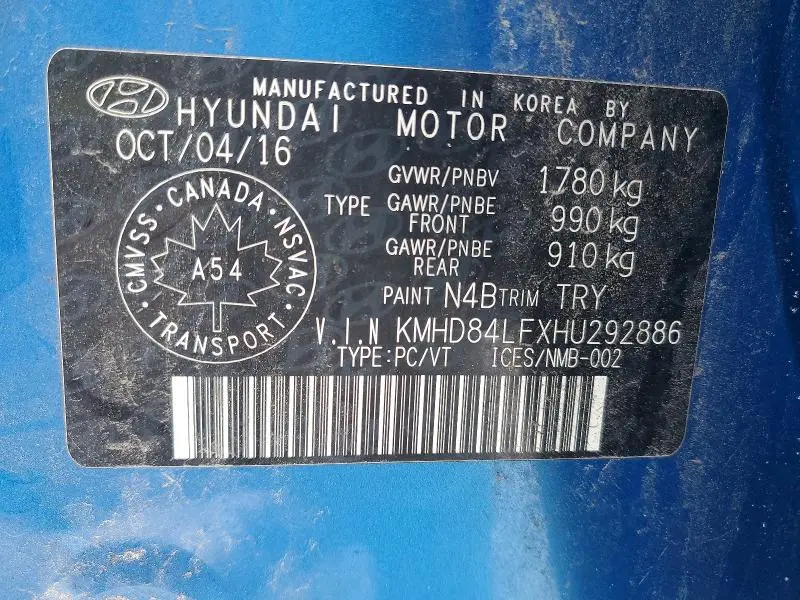 MANUFACTURED IN KOREA BY
HYUNDAI MOTOR COMPANY
OCT/04/16
GVWR/PNBV 1780 kg
TYPE GAWR/PNBE FRONT 990 kg
GAWR/PNBE REAR 910 kg
PAINT N4B TRIM TRY
V.I.N KMHD84LFXHU292886
TYPE:PC/VT ICES/NMB-002
CMVSS · CANADA · NSVAC
A54
TRANSPORT